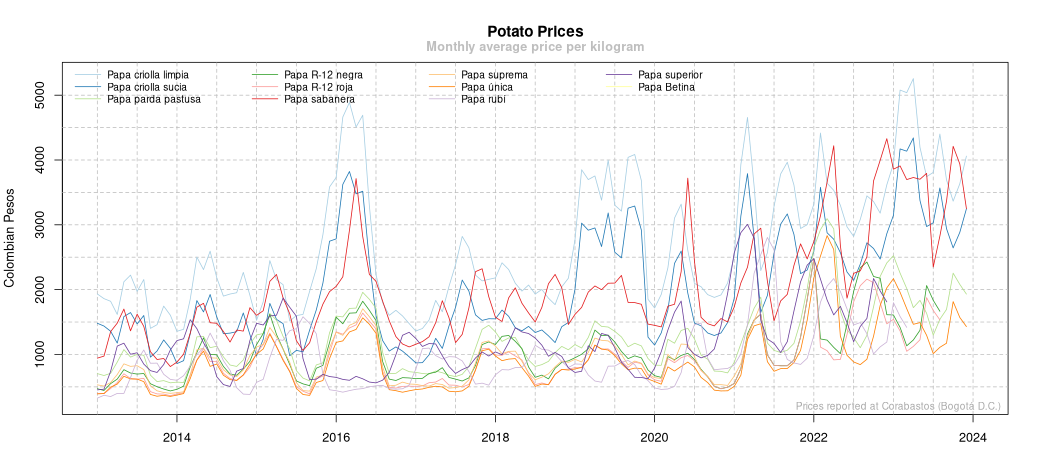 Potato Prices
Monthly average price per kilogram
Papa criolla limpia
Papa criolla sucia
Papa parda pastusa
Papa R-12 negra
Papa R-12 roja
Papa sabanera
Papa suprema
Papa única
Papa rubí
Papa superior
Papa Betina
Colombian Pesos
5000
4000
3000
2000
1000
Prices reported at Corabastos (Bogotá D.C.)
2014 2016 2018 2020 2022 2024